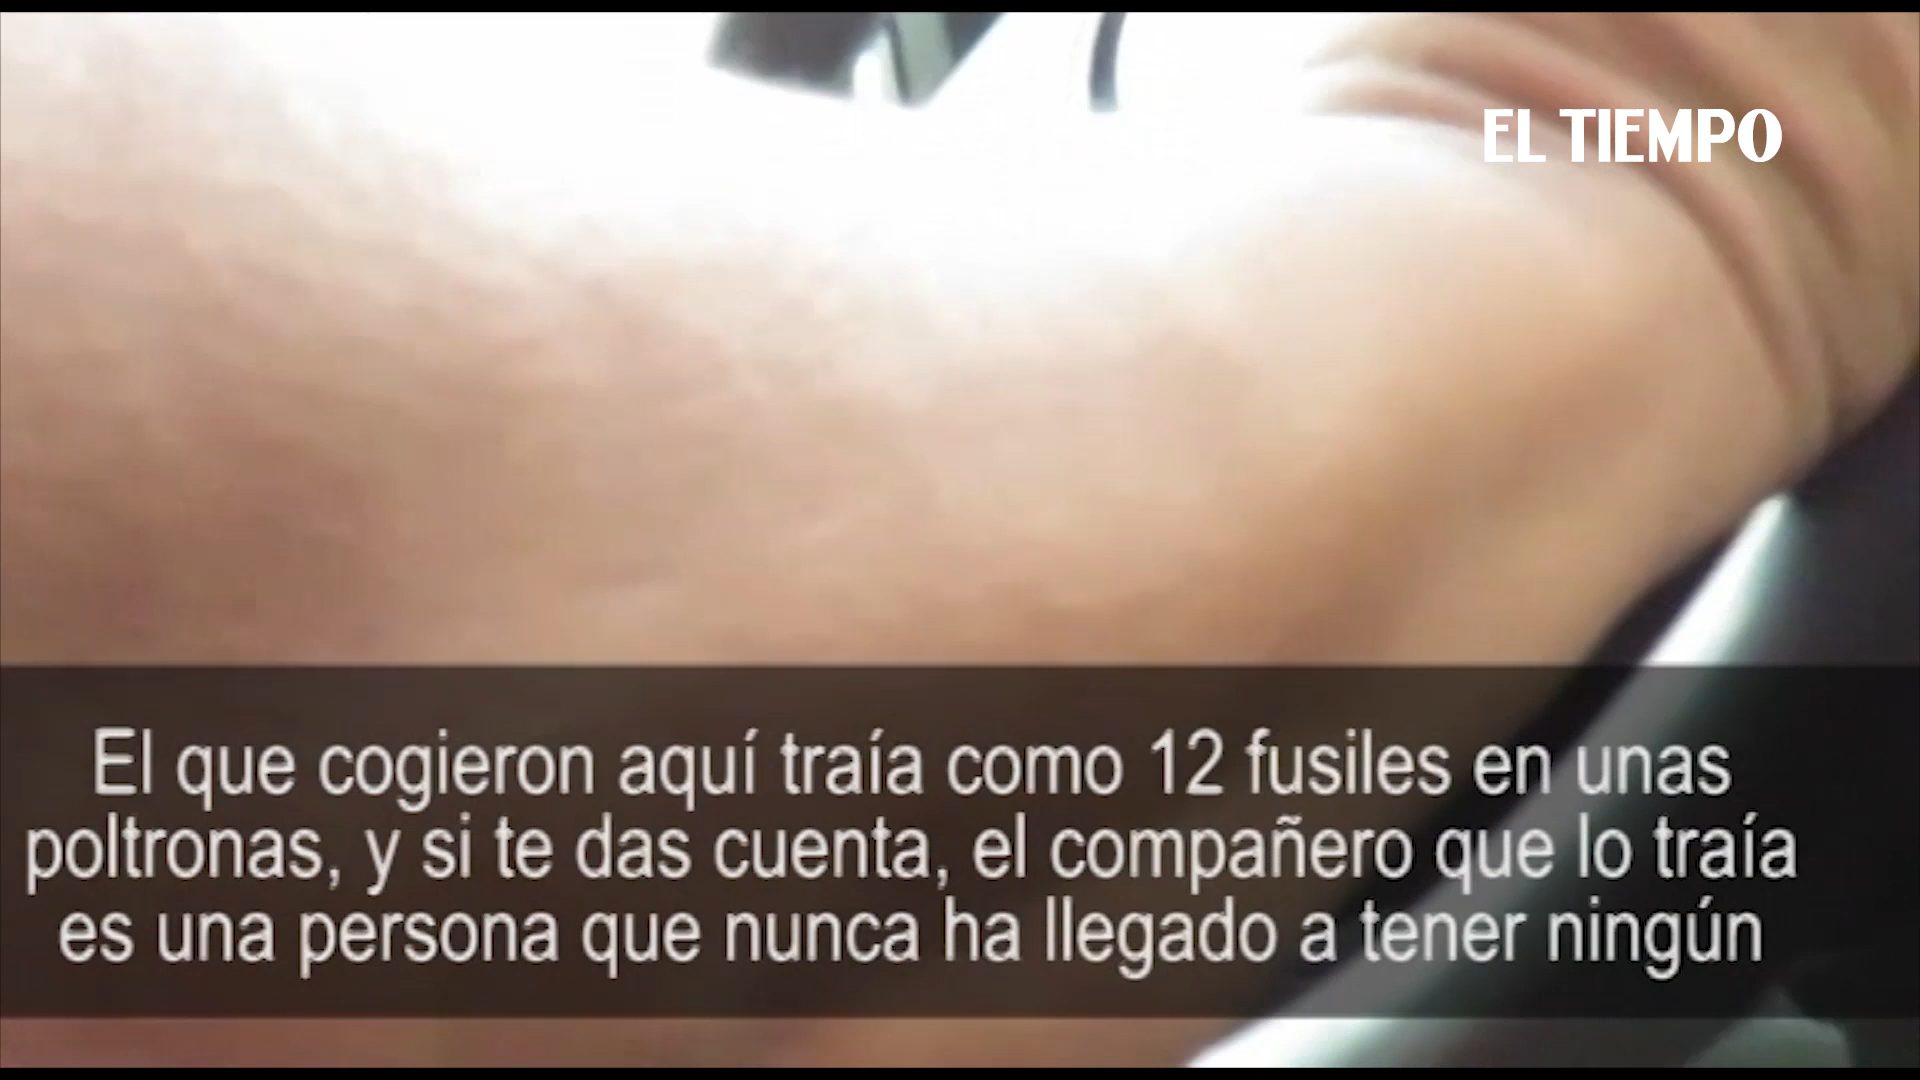 EL TIEMPO
El que cogieron aquí traía como 12 fusiles en unas
poltronas, y si te das cuenta, el compañero que lo traía
es una persona que nunca ha llegado a tener ningún